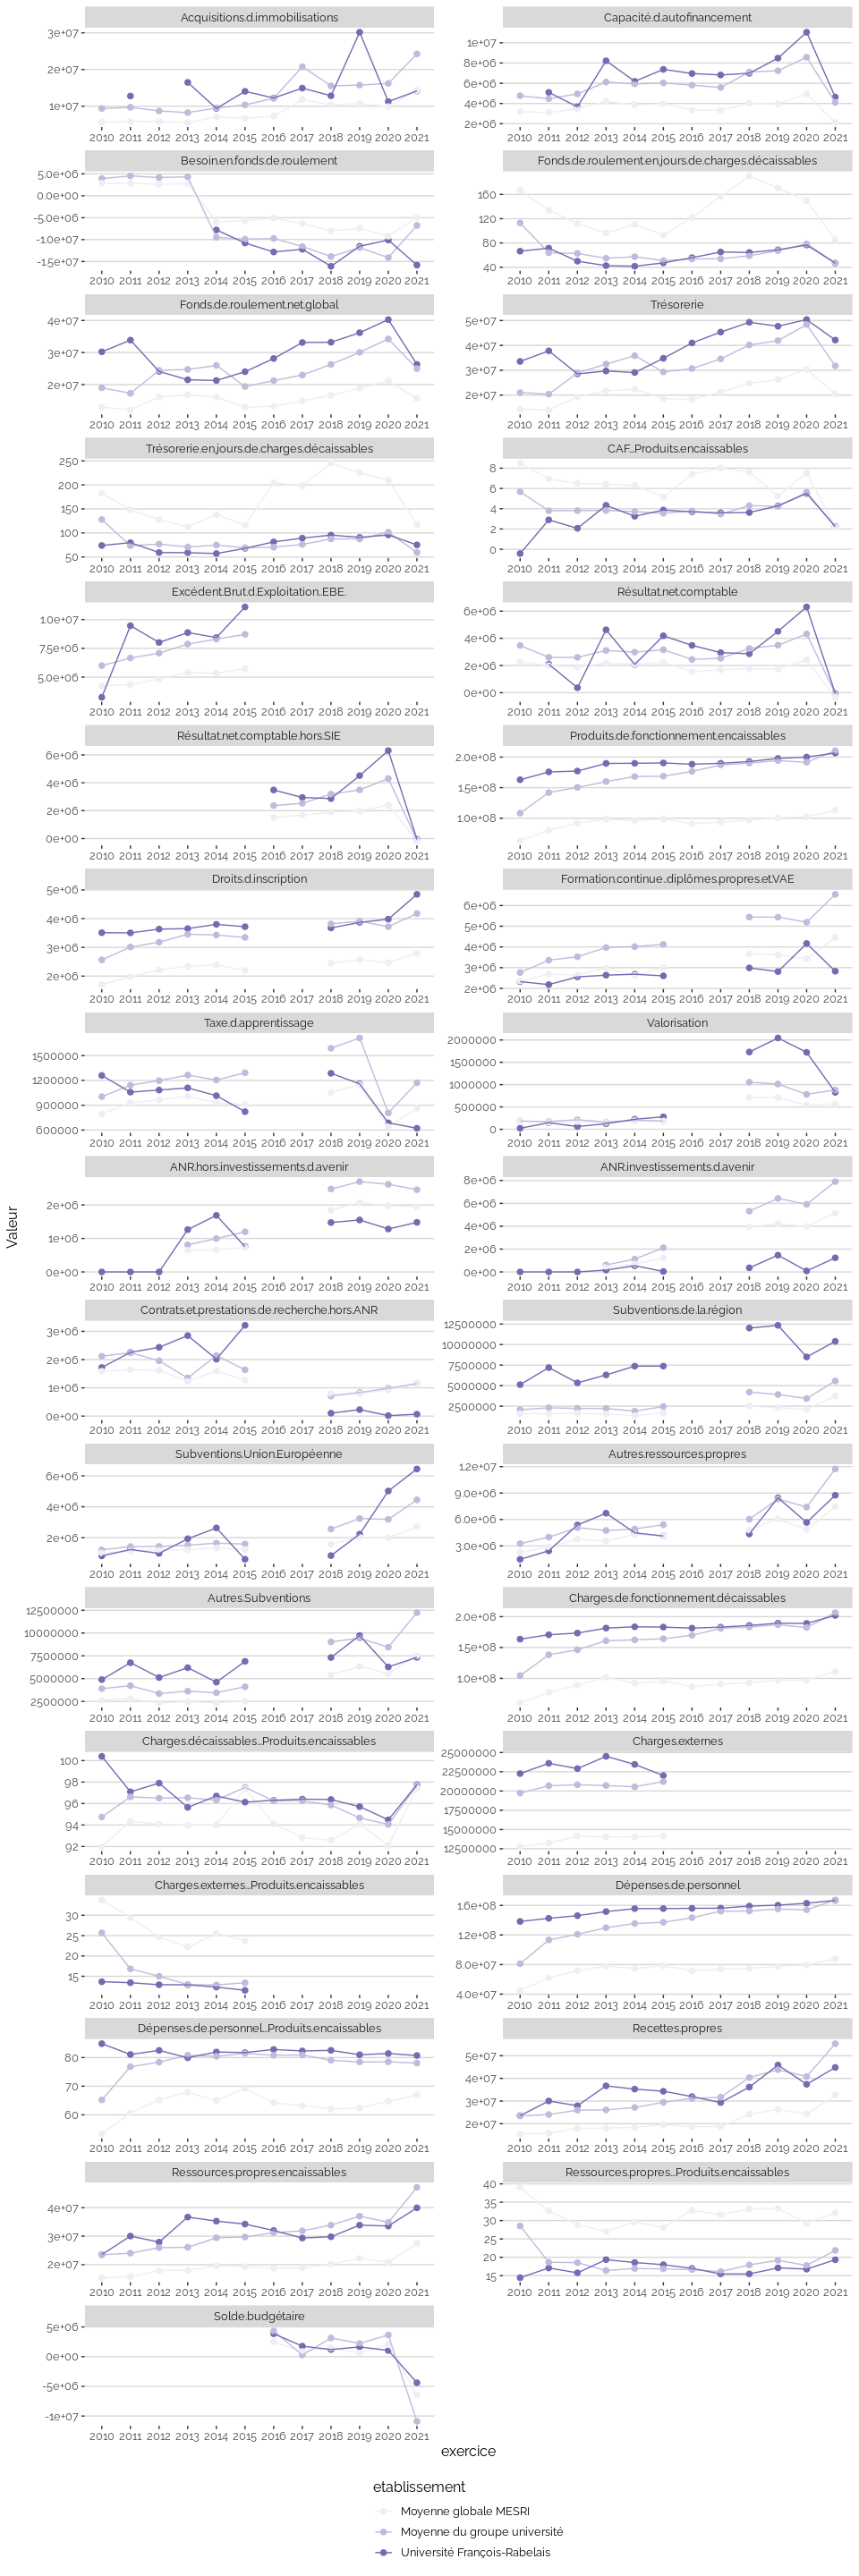 Valeur
Acquisitions.d.immobilisations
3e+07
2e+07
1e+07
2010 2011 2012 2013 2014 2015 2016 2017 2018 2019 2020 2021
Capacité.d.autofinancement
1e+07
8e+06
6e+06
4e+06
2e+06
2010 2011 2012 2013 2014 2015 2016 2017 2018 2019 2020 2021
Besoin.en.fonds.de.roulement
5.0e+06
0.0e+00
-5.0e+06
-1.0e+07
-1.5e+07
2010 2011 2012 2013 2014 2015 2016 2017 2018 2019 2020 2021
Fonds.de.roulement.en.jours.de.charges.décaissables
160
120
80
40
2010 2011 2012 2013 2014 2015 2016 2017 2018 2019 2020 2021
Fonds.de.roulement.net.global
4e+07
3e+07
2e+07
2010 2011 2012 2013 2014 2015 2016 2017 2018 2019 2020 2021
Trésorerie
5e+07
4e+07
3e+07
2e+07
2010 2011 2012 2013 2014 2015 2016 2017 2018 2019 2020 2021
Trésorerie.en.jours.de.charges.décaissables
250
200
150
100
50
2010 2011 2012 2013 2014 2015 2016 2017 2018 2019 2020 2021
CAF...Produits.encaissables
8
6
4
2
0
2010 2011 2012 2013 2014 2015 2016 2017 2018 2019 2020 2021
Excédent.Brut.d.Exploitation..EBE.
1.0e+07
7.5e+06
5.0e+06
2010 2011 2012 2013 2014 2015 2016 2017 2018 2019 2020 2021
Résultat.net.comptable
6e+06
4e+06
2e+06
0e+00
2010 2011 2012 2013 2014 2015 2016 2017 2018 2019 2020 2021
Résultat.net.comptable.hors.SIE
6e+06
4e+06
2e+06
0e+00
2010 2011 2012 2013 2014 2015 2016 2017 2018 2019 2020 2021
Produits.de.fonctionnement.encaissables
2.0e+08
1.5e+08
1.0e+08
2010 2011 2012 2013 2014 2015 2016 2017 2018 2019 2020 2021
Droits.d.inscription
5e+06
4e+06
3e+06
2e+06
2010 2011 2012 2013 2014 2015 2016 2017 2018 2019 2020 2021
Formation.continue..diplômes.propres.et.VAE
6e+06
5e+06
4e+06
3e+06
2e+06
2010 2011 2012 2013 2014 2015 2016 2017 2018 2019 2020 2021
Taxe.d.apprentissage
1500000
1200000
900000
600000
2010 2011 2012 2013 2014 2015 2016 2017 2018 2019 2020 2021
Valorisation
2000000
1500000
1000000
500000
0
2010 2011 2012 2013 2014 2015 2016 2017 2018 2019 2020 2021
ANR.hors.investissements.d.avenir
2e+06
1e+06
0e+00
2010 2011 2012 2013 2014 2015 2016 2017 2018 2019 2020 2021
ANR.investissements.d.avenir
8e+06
6e+06
4e+06
2e+06
0e+00
2010 2011 2012 2013 2014 2015 2016 2017 2018 2019 2020 2021
Contrats.et.prestations.de.recherche.hors.ANR
3e+06
2e+06
1e+06
0e+00
2010 2011 2012 2013 2014 2015 2016 2017 2018 2019 2020 2021
Subventions.de.la.région
12500000
10000000
7500000
5000000
2500000
2010 2011 2012 2013 2014 2015 2016 2017 2018 2019 2020 2021
Subventions.Union.Européenne
6e+06
4e+06
2e+06
2010 2011 2012 2013 2014 2015 2016 2017 2018 2019 2020 2021
Autres.ressources.propres
1.2e+07
9.0e+06
6.0e+06
3.0e+06
2010 2011 2012 2013 2014 2015 2016 2017 2018 2019 2020 2021
Autres.Subventions
12500000
10000000
7500000
5000000
2500000
2010 2011 2012 2013 2014 2015 2016 2017 2018 2019 2020 2021
Charges.de.fonctionnement.décaissables
2.0e+08
1.5e+08
1.0e+08
2010 2011 2012 2013 2014 2015 2016 2017 2018 2019 2020 2021
Charges.décaissables...Produits.encaissables
100
98
96
94
92
2010 2011 2012 2013 2014 2015 2016 2017 2018 2019 2020 2021
Charges.externes
25000000
22500000
20000000
17500000
15000000
12500000
2010 2011 2012 2013 2014 2015 2016 2017 2018 2019 2020 2021
Charges.externes...Produits.encaissables
30
25
20
15
2010 2011 2012 2013 2014 2015 2016 2017 2018 2019 2020 2021
Dépenses.de.personnel
1.6e+08
1.2e+08
8.0e+07
4.0e+07
2010 2011 2012 2013 2014 2015 2016 2017 2018 2019 2020 2021
Dépenses.de.personnel...Produits.encaissables
80
70
60
2010 2011 2012 2013 2014 2015 2016 2017 2018 2019 2020 2021
Recettes.propres
5e+07
4e+07
3e+07
2e+07
2010 2011 2012 2013 2014 2015 2016 2017 2018 2019 2020 2021
Ressources.propres.encaissables
4e+07
3e+07
2e+07
2010 2011 2012 2013 2014 2015 2016 2017 2018 2019 2020 2021
Ressources.propres...Produits.encaissables
40
35
30
25
20
15
2010 2011 2012 2013 2014 2015 2016 2017 2018 2019 2020 2021
Solde.budgétaire
5e+06
0e+00
-5e+06
-1e+07
2010 2011 2012 2013 2014 2015 2016 2017 2018 2019 2020 2021
exercice
etablissement
Moyenne globale MESRI
Moyenne du groupe université
Université François-Rabelais